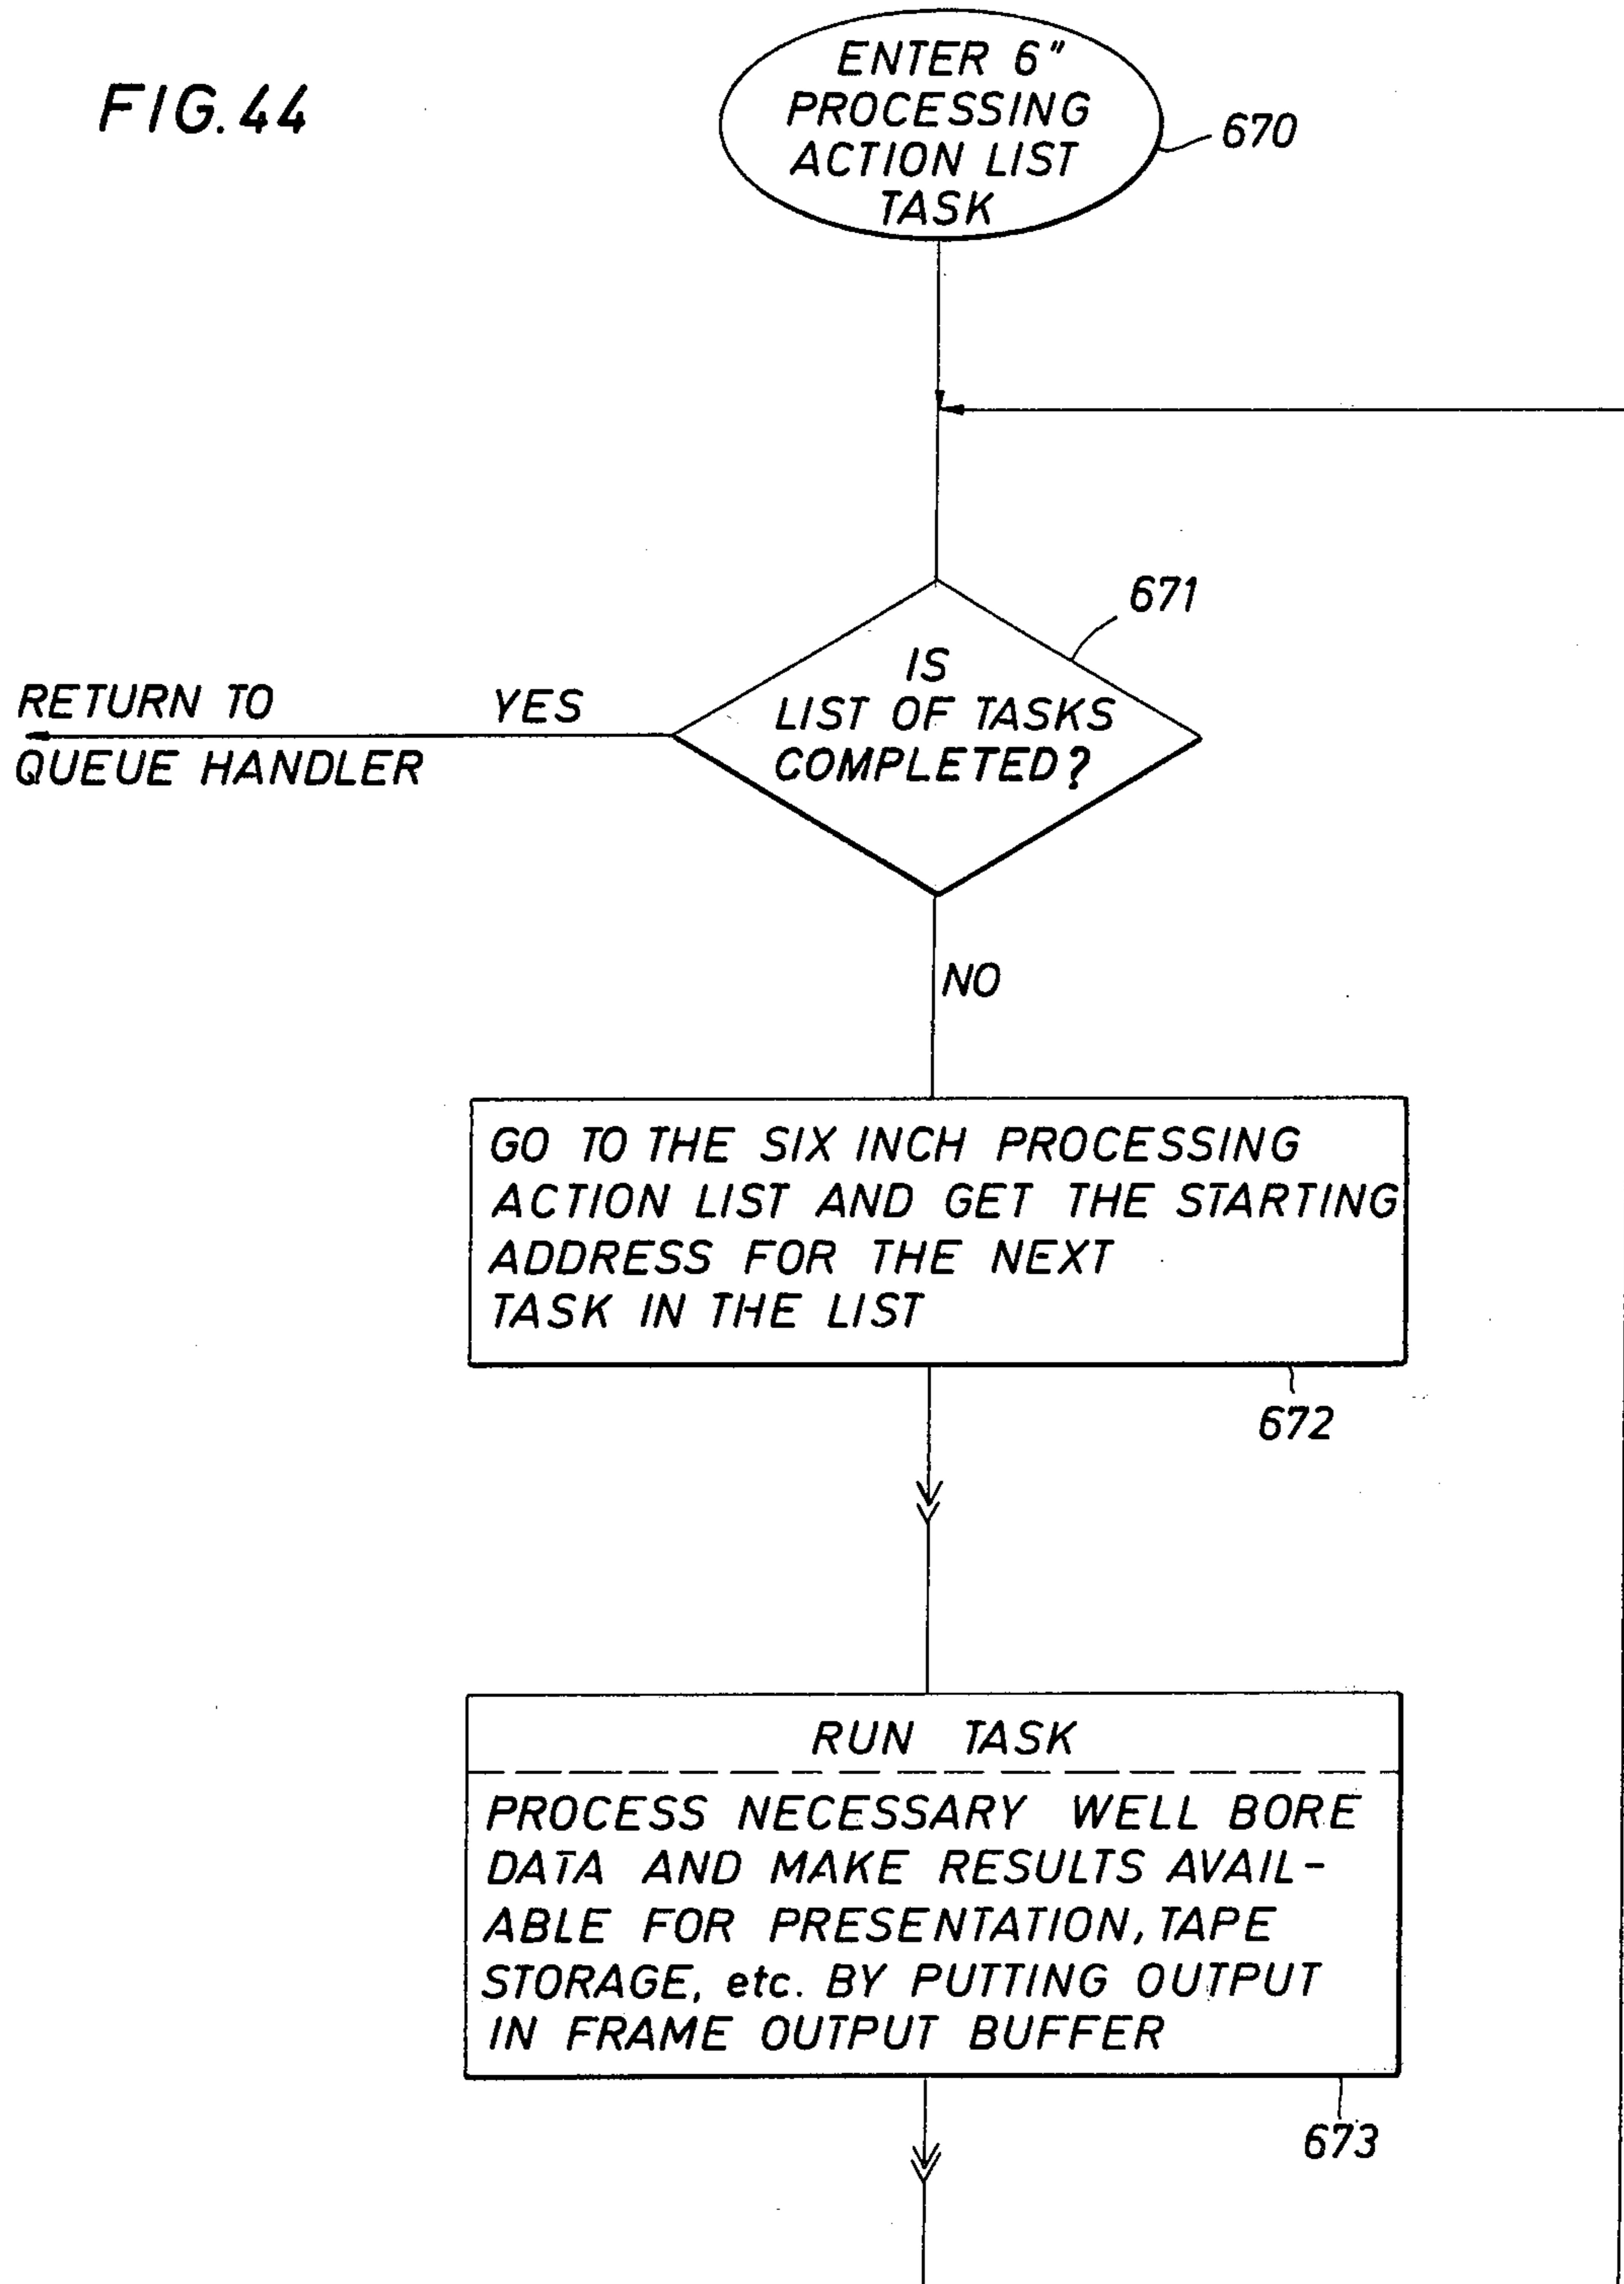 FIG. 44
ENTER 6"
PROCESSING
ACTION LIST
TASK
670
671
IS
LIST OF TASKS
COMPLETED?
YES
RETURN TO
QUEUE HANDLER
NO
GO TO THE SIX INCH PROCESSING
ACTION LIST AND GET THE STARTING
ADDRESS FOR THE NEXT
TASK IN THE LIST
672
RUN TASK
PROCESS NECESSARY WELL BORE
DATA AND MAKE RESULTS AVAIL-
ABLE FOR PRESENTATION, TAPE
STORAGE, etc. BY PUTTING OUTPUT
IN FRAME OUTPUT BUFFER
673